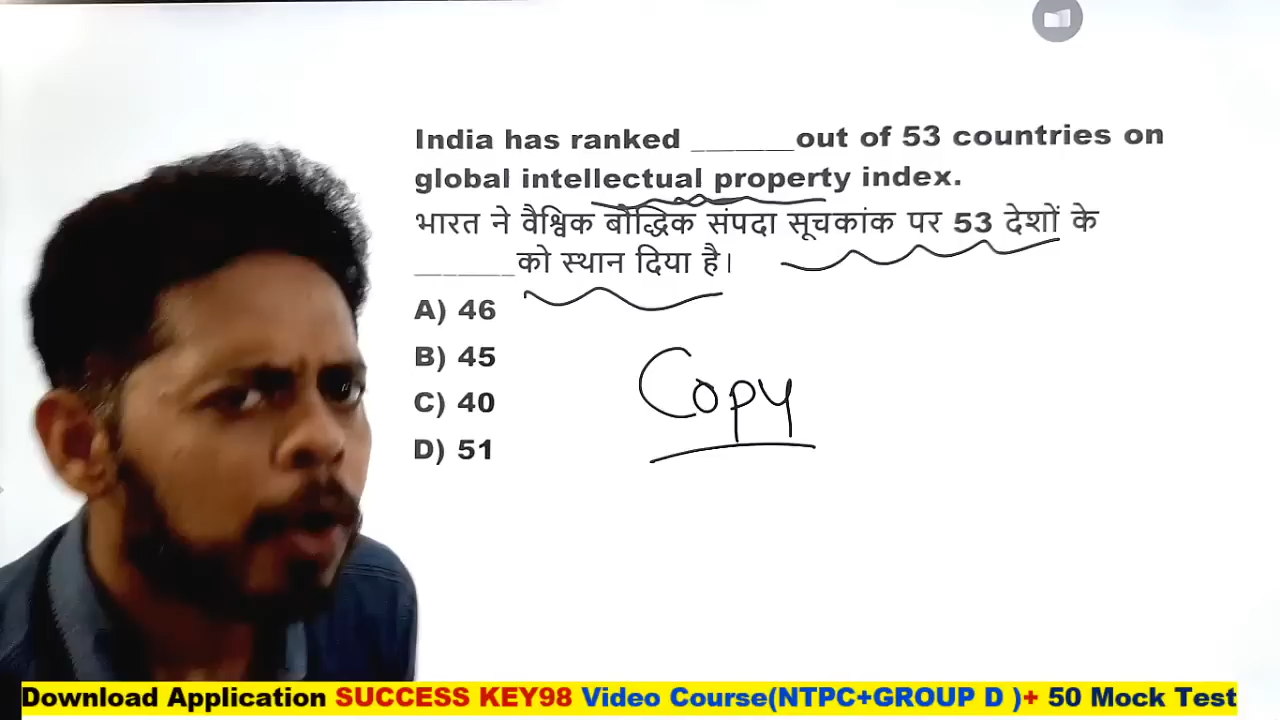 India has ranked ______out of 53 countries on
global intellectual property index.
भारत ने वैश्विक बौद्धिक संपदा सूचकांक पर 53 देशों के
______को स्थान दिया है।
A) 46
B) 45
C) 40
D) 51
Copy
Download Application SUCCESS KEY98 Video Course(NTPC+GROUP D )+ 50 Mock Test